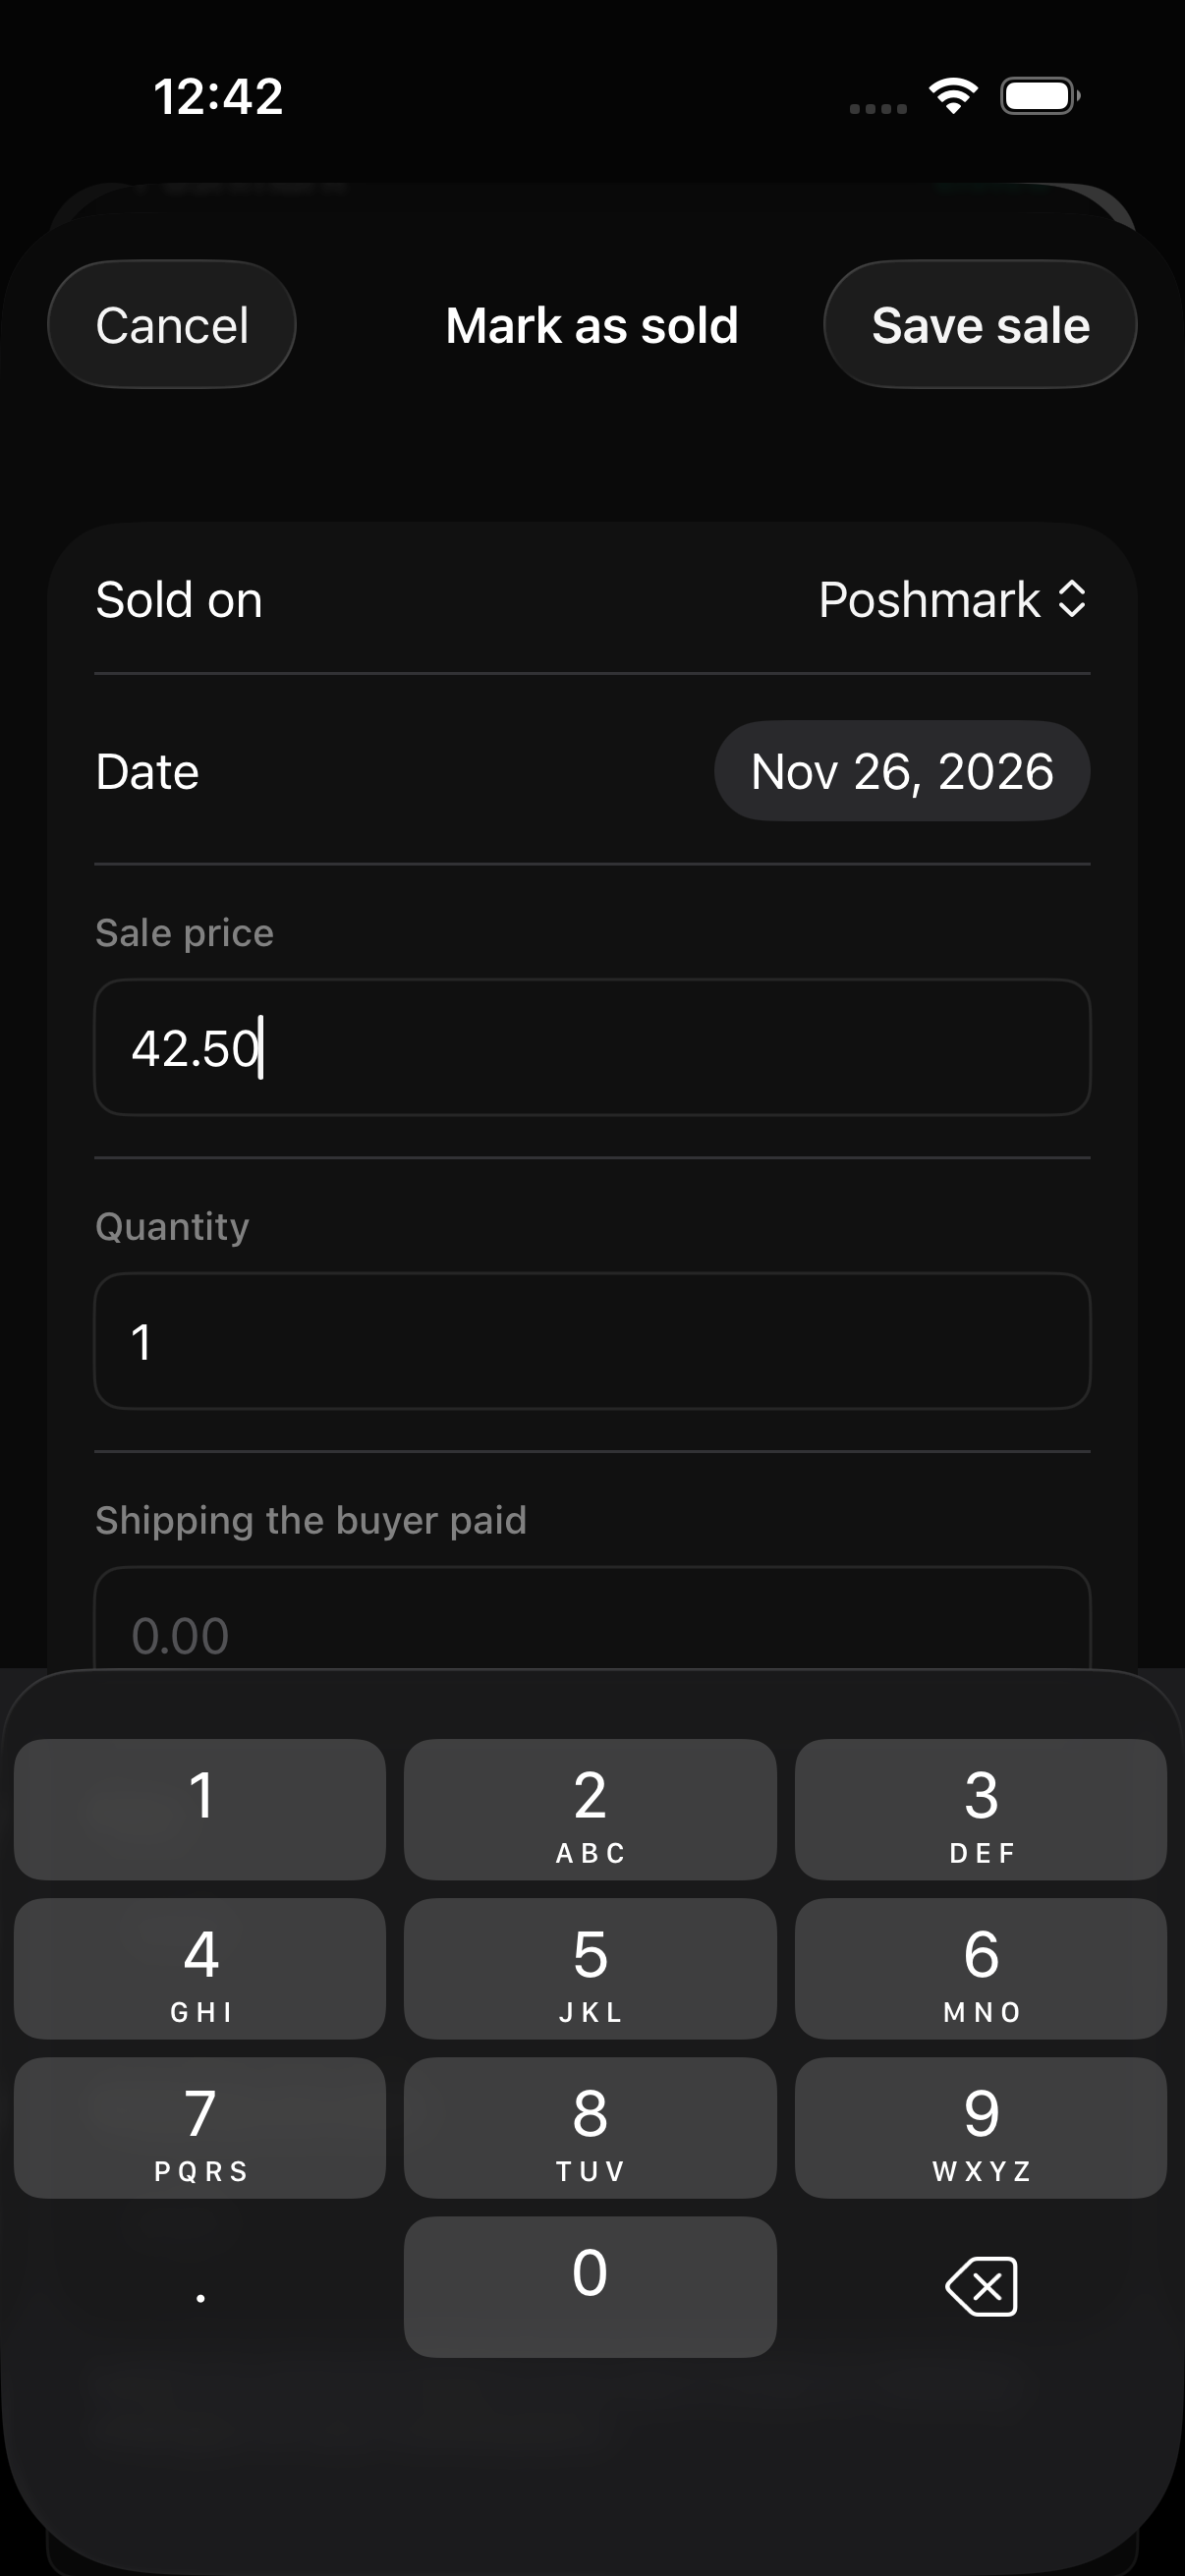 12:42
Cancel
Mark as sold
Save sale
Sold on
Poshmark
Date
Nov 26, 2026
Sale price
42.50
Quantity
1
Shipping the buyer paid
0.00
1
2
ABC
3
DEF
4
GHI
5
JKL
6
MNO
7
PQRS
8
TUV
9
WXYZ
.
0